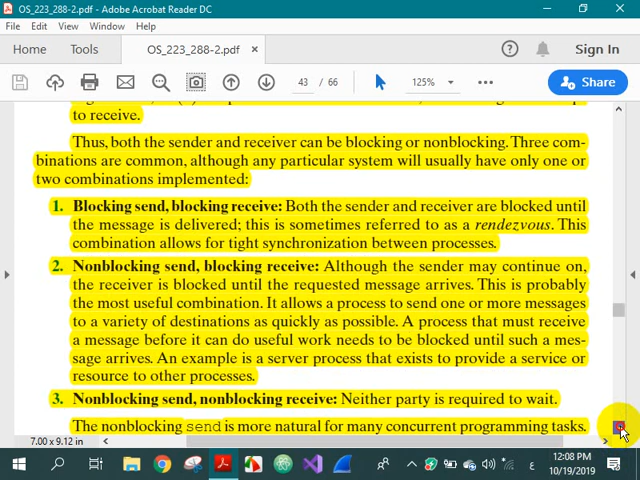 OS_223_288-2.pdf - Adobe Acrobat Reader DC
File Edit View Window Help
Home Tools OS_223_288-2.pdf × ? Sign In
43 / 66 125% Share
to receive.
Thus, both the sender and receiver can be blocking or nonblocking. Three com-
binations are common, although any particular system will usually have only one or
two combinations implemented:
1. Blocking send, blocking receive: Both the sender and receiver are blocked until
the message is delivered; this is sometimes referred to as a rendezvous. This
combination allows for tight synchronization between processes.
2. Nonblocking send, blocking receive: Although the sender may continue on,
the receiver is blocked until the requested message arrives. This is probably
the most useful combination. It allows a process to send one or more messages
to a variety of destinations as quickly as possible. A process that must receive
a message before it can do useful work needs to be blocked until such a mes-
sage arrives. An example is a server process that exists to provide a service or
resource to other processes.
3. Nonblocking send, nonblocking receive: Neither party is required to wait.
The nonblocking send is more natural for many concurrent programming tasks.
7.00 x 9.12 in
ع 12:08 PM
10/19/2019